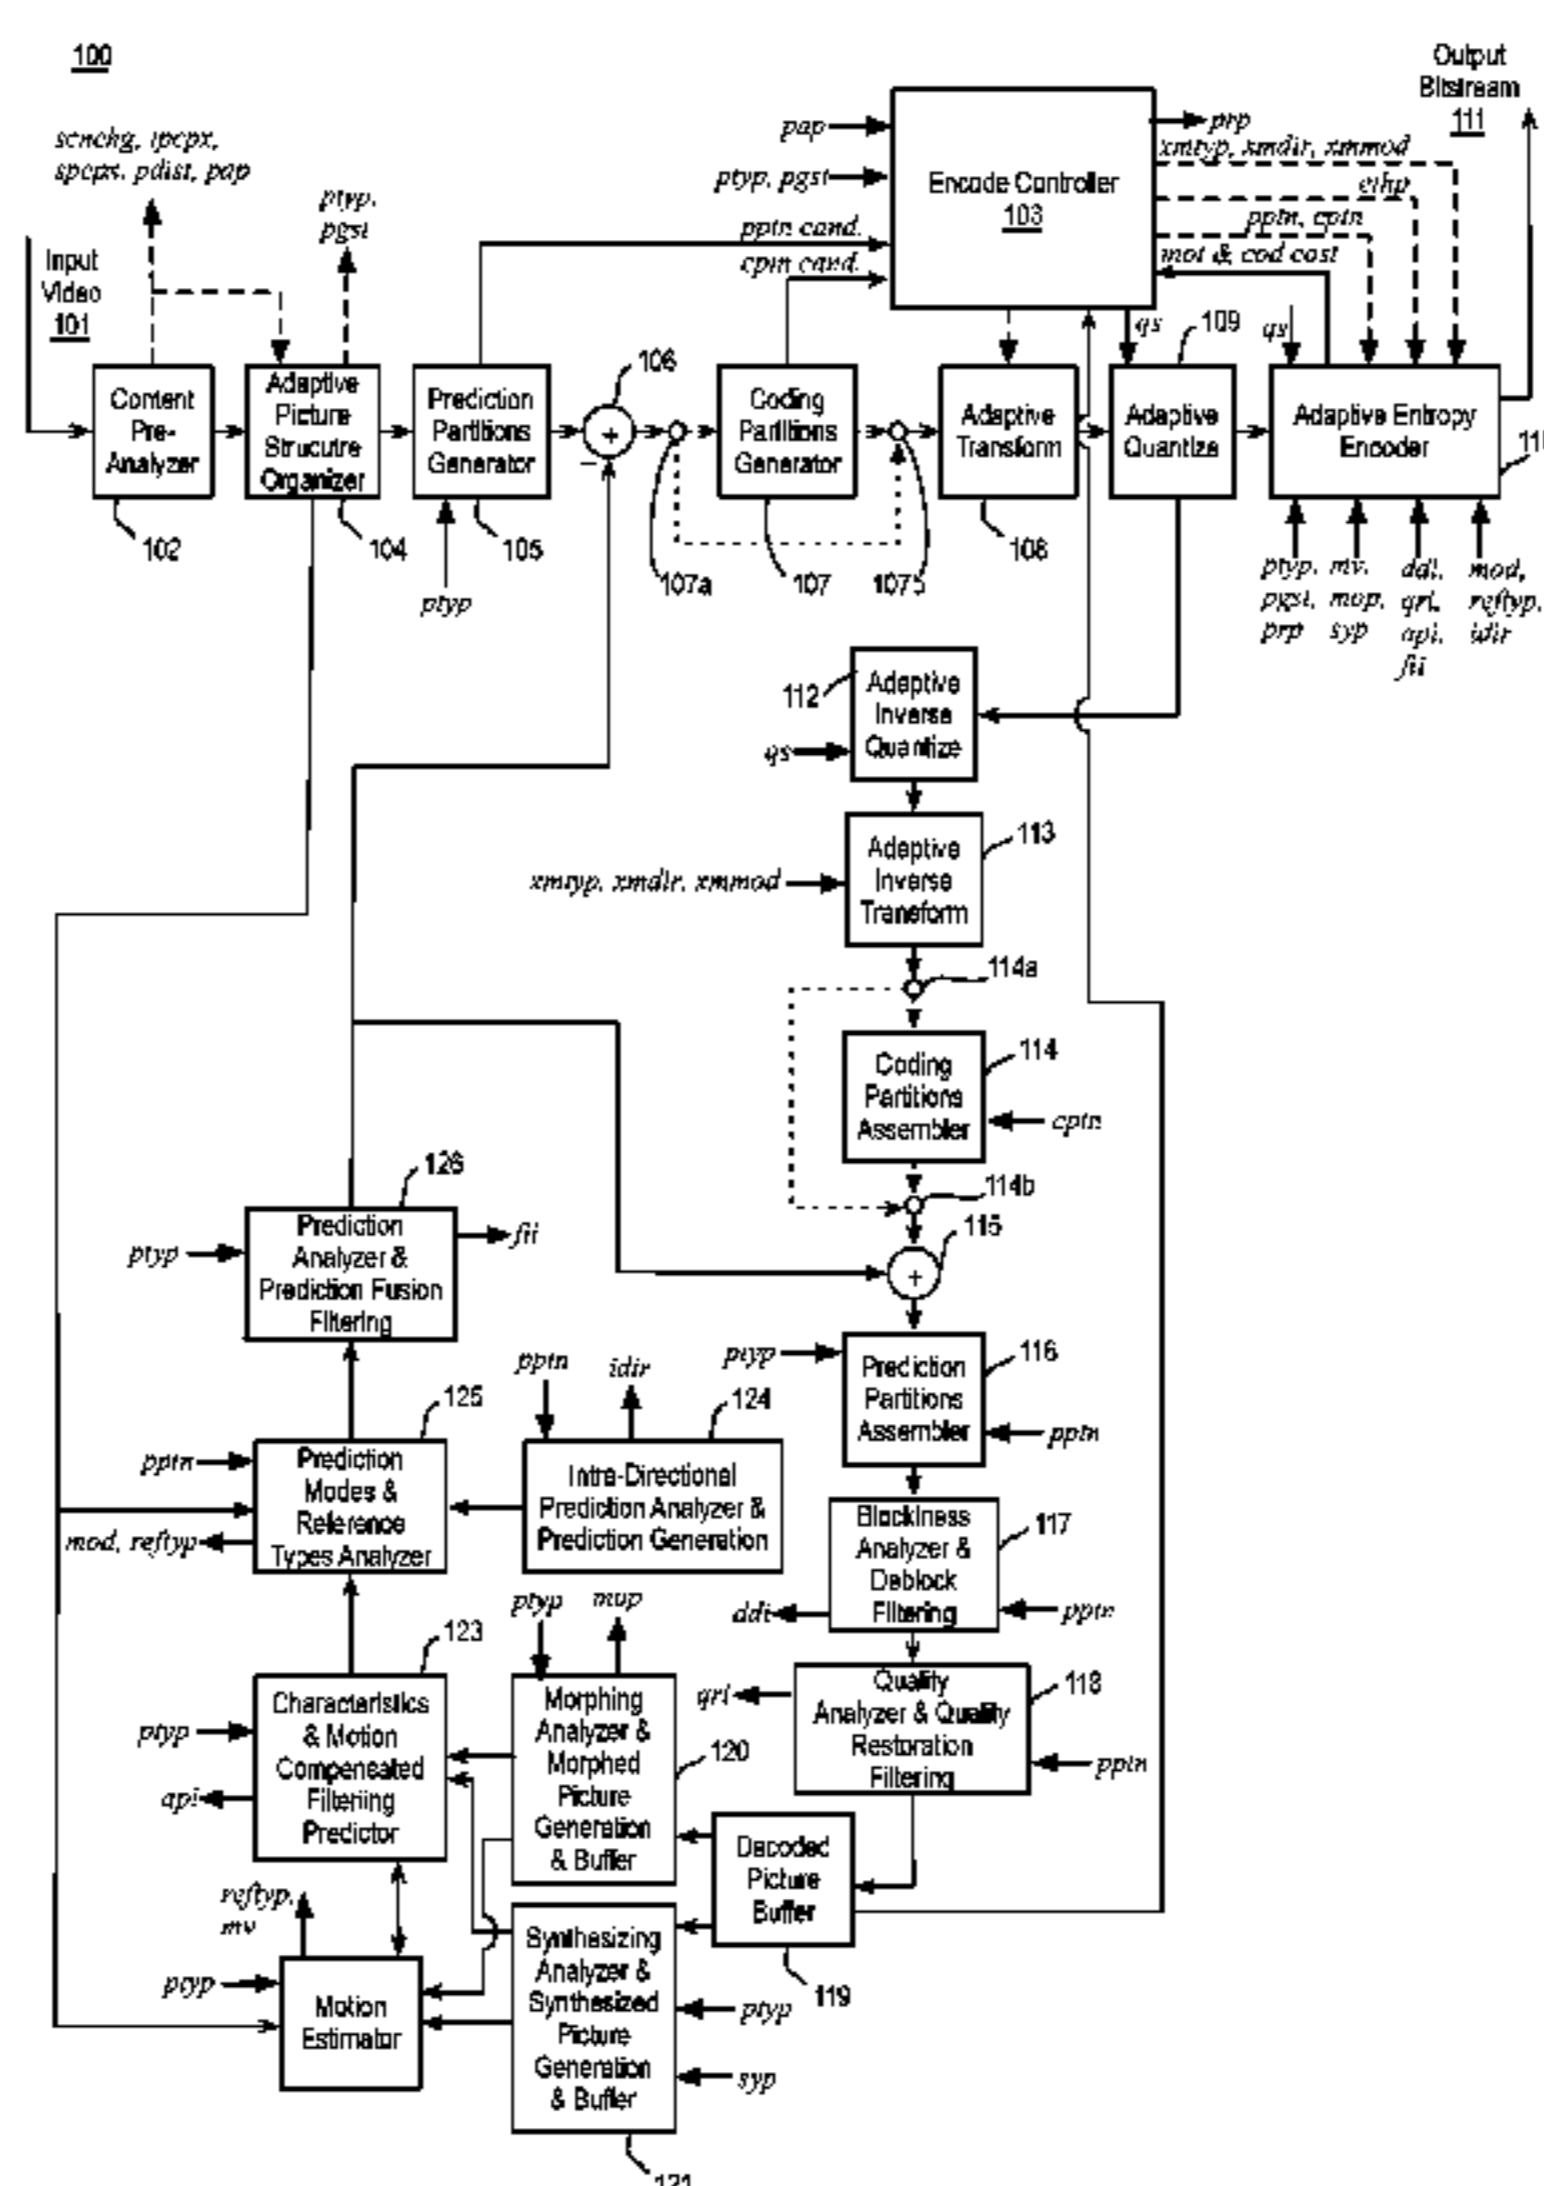 100
Output
Bitstream
111
scnchg, tpcpx,
spcpx, pdist, pap
ptyp,
pgst
Input
Video
101
pap
ptyp, pgst
pptn cand.
cptn cand.
Encode Controller
103
prp
xmtyp, xmdir, xmmod
ethp
pptn, cptn
mot & cod cost
qs
109
qs
106
Content
Pre-
Analyzer
Adaptive
Picture
Strucutre
Organizer
Prediction
Partitions
Generator
+
−
Coding
Partitions
Generator
Adaptive
Transform
Adaptive
Quantize
Adaptive Entropy
Encoder
102
104
105
107a
107
107b
108
ptyp
ptyp,
pgst,
prp
mv,
mop,
syp
ddi,
qri,
api,
fii
mod,
reftyp,
idir
112
Adaptive
Inverse
Quantize
qs
113
Adaptive
Inverse
Transform
xmtyp, xmdir, xmmod
114a
114
Coding
Partitions
Assembler
cptn
114b
115
+
126
Prediction
Analyzer &
Prediction Fusion
Filtering
ptyp
fii
ptyp
116
Prediction
Partitions
Assembler
pptn
125
Prediction
Modes &
Reference
Types Analyzer
pptn
mod, reftyp
pptn
idir
124
Intra-Directional
Prediction Analyzer &
Prediction Generation
117
Blockiness
Analyzer &
Deblock
Filtering
ddi
pptn
118
Quality
Analyzer & Quality
Restoration
Filtering
qri
pptn
123
Characteristics
& Motion
Compensated
Filteriing
Predictor
ptyp
api
ptyp
mop
120
Morphing
Analyzer &
Morphed
Picture
Generation
& Buffer
Decoded
Picture
Buffer
119
reftyp,
mv
ptyp
Motion
Estimator
Synthesizing
Analyzer &
Synthesized
Picture
Generation
& Buffer
ptyp
syp